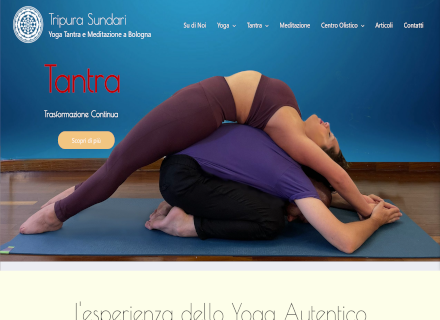 Tripura Sundari
Yoga Tantra e Meditazione a Bologna
Su di Noi Yoga Tantra Meditazione Centro Olistico Articoli Contatti
Tantra
Trasformazione Continua
Scopri di più
l'esperienza dello Yoga Autentico